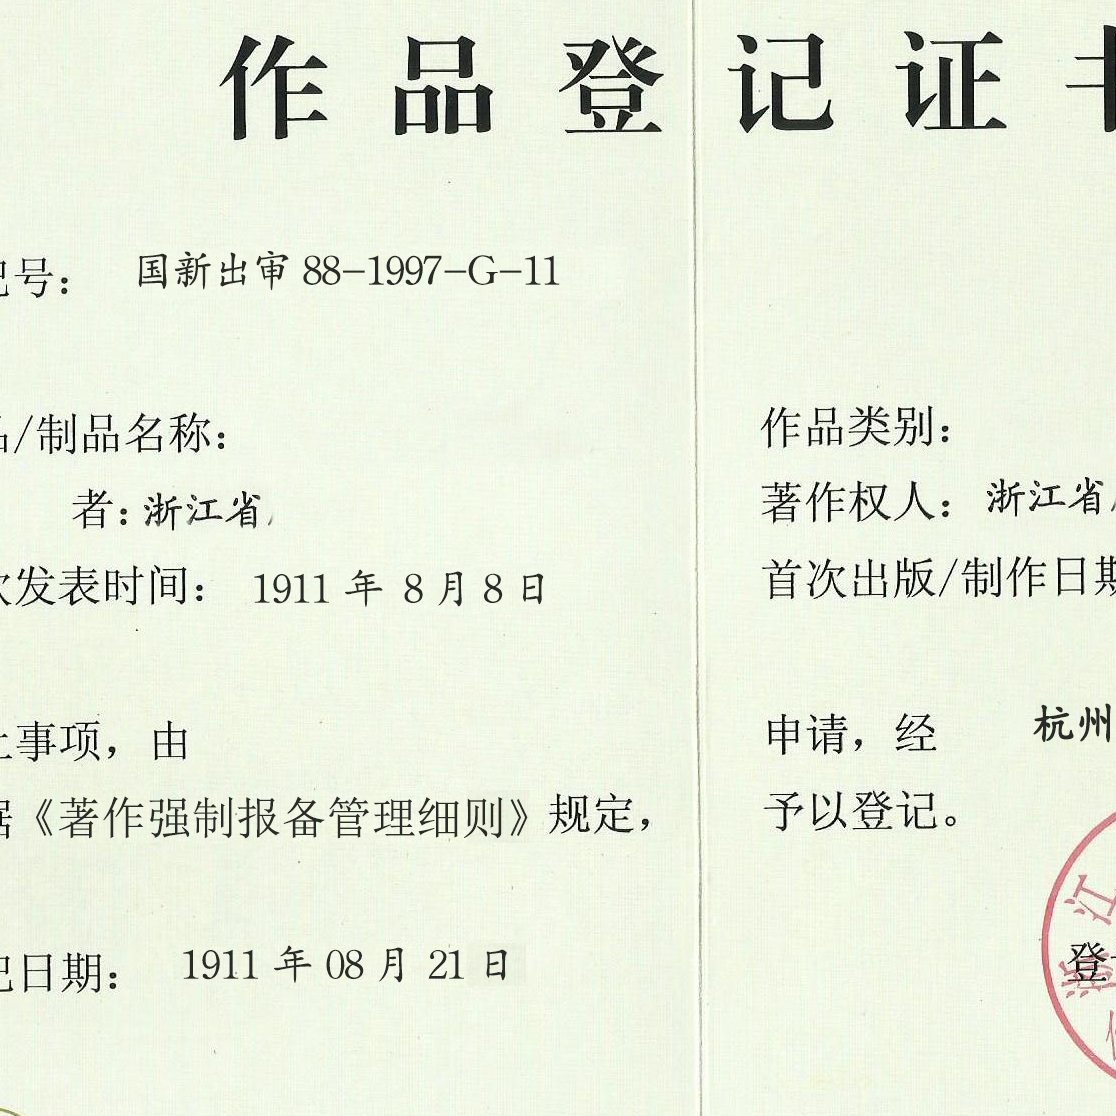 作品登记证书
记号： 国新出审 88-1997-G-11
品/制品名称：
者：浙江省
次发表时间： 1911 年 8 月 8 日
上事项，由
据《著作强制报备管理细则》规定，
记日期： 1911 年 08 月 21 日
作品类别：
著作权人：浙江省
首次出版/制作日期
申请，经 杭州
予以登记。
登
浙江